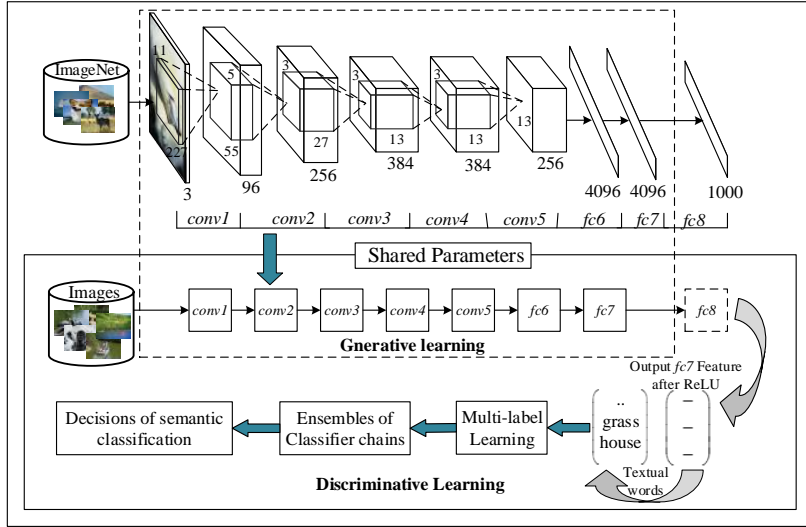 ImageNet
11
227
3
5
55
96
3
27
256
3
13
384
3
13
384
13
256
4096
4096
1000
conv1 conv2 conv3 conv4 conv5 fc6 fc7 fc8
Shared Parameters
Images
conv1 conv2 conv3 conv4 conv5 fc6 fc7 fc8
Gnerative learning
Output fc7 Feature
after ReLU
..
grass
house
–
–
–
Textual
words
Multi-label
Learning
Ensembles of
Classifier chains
Decisions of semantic
classification
Discriminative Learning